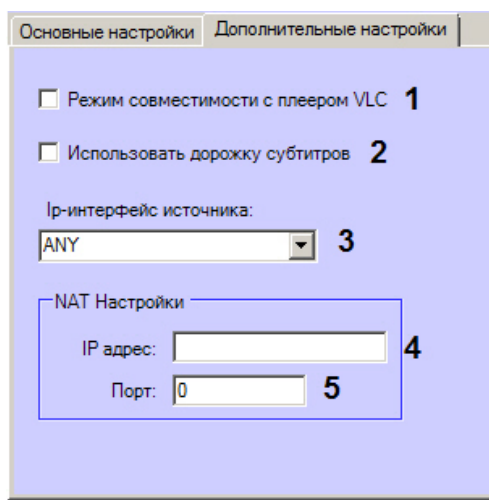 Основные настройки Дополнительные настройки
Режим совместимости с плеером VLC 1
Использовать дорожку субтитров 2
Ip-интерфейс источника:
ANY 3
NAT Настройки
IP адрес: 4
Порт: 0 5